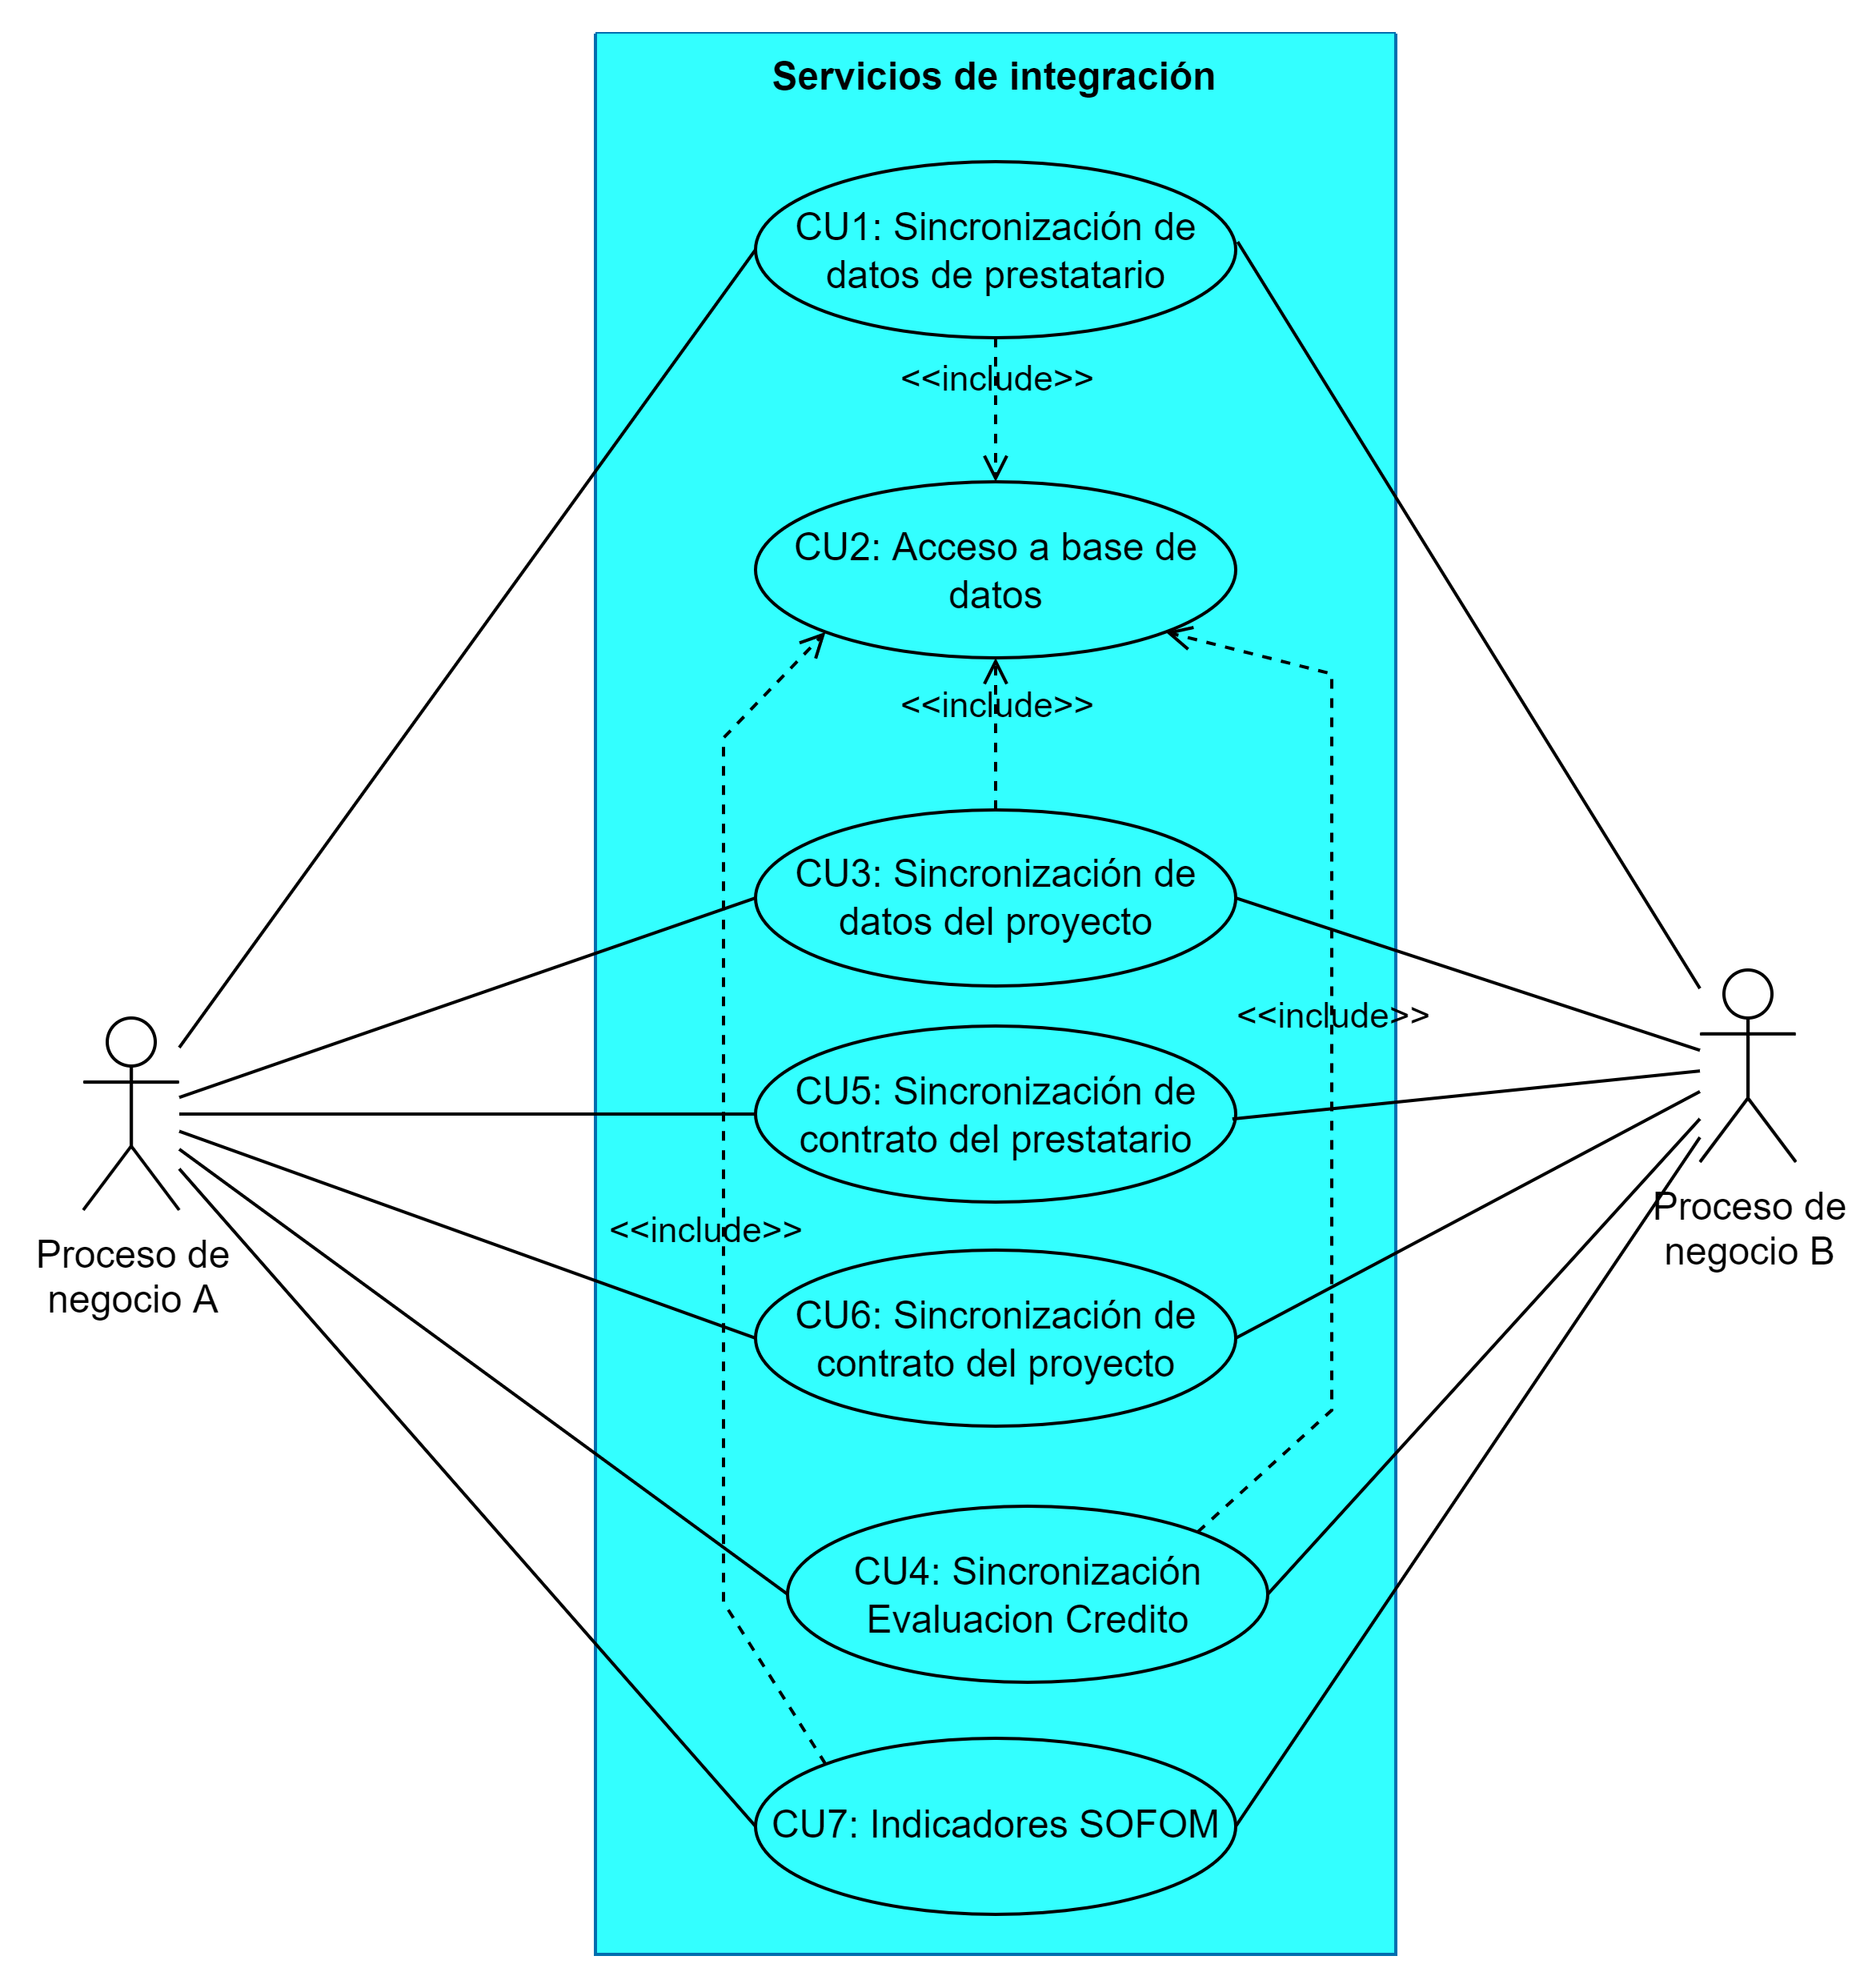 Servicios de integración
CU1: Sincronización de
datos de prestatario
<<include>>
CU2: Acceso a base de
datos
<<include>>
CU3: Sincronización de
datos del proyecto
<<include>>
CU5: Sincronización de
contrato del prestatario
Proceso de
negocio B
<<include>>
Proceso de
negocio A
CU6: Sincronización de
contrato del proyecto
CU4: Sincronización
Evaluacion Credito
CU7: Indicadores SOFOM